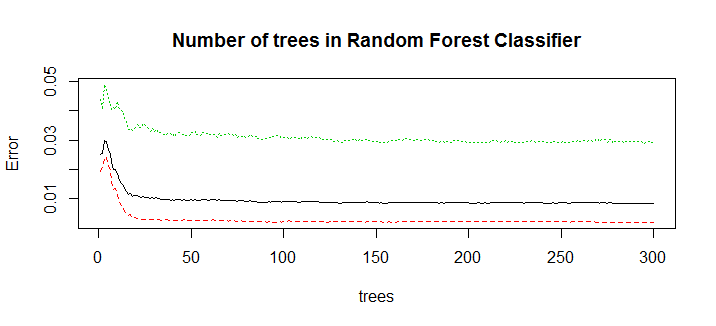 Number of trees in Random Forest Classifier
Error
0.05
0.03
0.01
0 50 100 150 200 250 300
trees